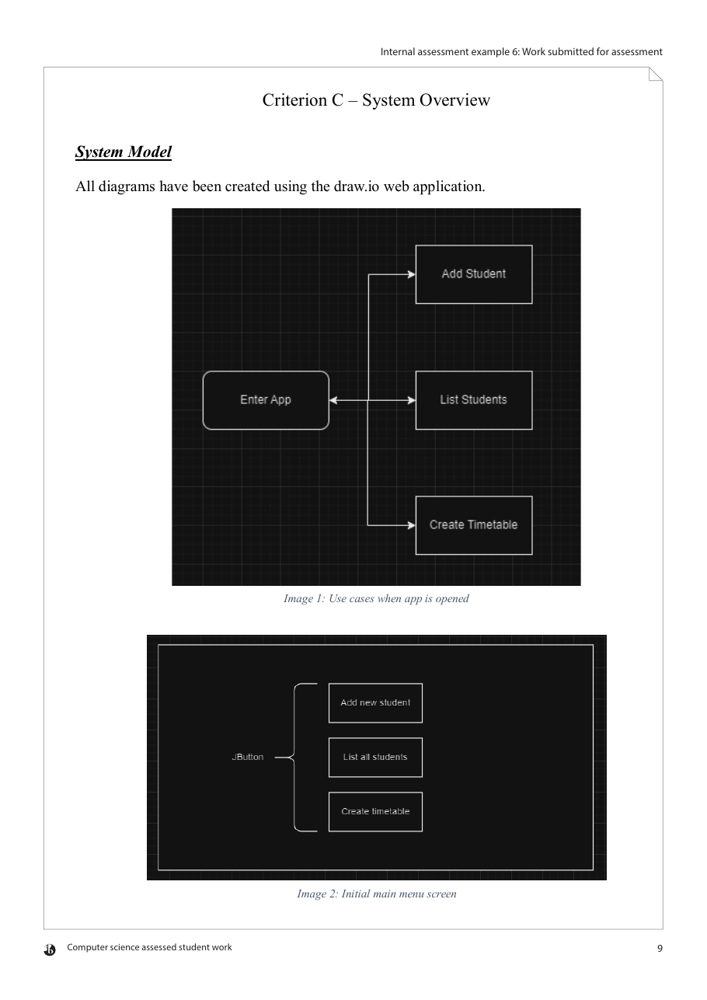 Internal assessment example 6: Work submitted for assessment
Criterion C – System Overview
System Model
All diagrams have been created using the draw.io web application.
Add Student
Enter App
List Students
Create Timetable
Image 1: Use cases when app is opened
Add new student
JButton
List all students
Create timetable
Image 2: Initial main menu screen
Computer science assessed student work
9